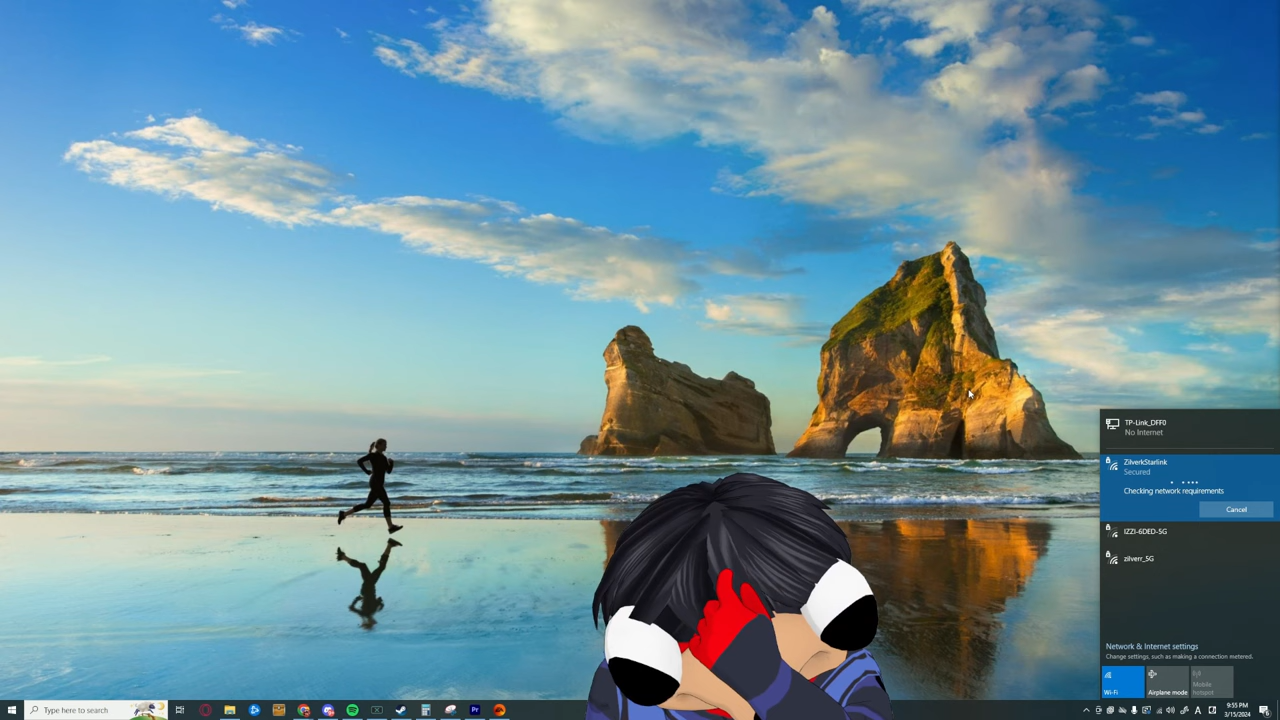 TP-Link_DFF0
No Internet
ZilverkStarlink
Secured
Checking network requirements
Cancel
IZZI-6DED-5G
zilverr_5G
Network & Internet settings
Change settings, such as making a connection metered.
Wi-Fi
Airplane mode
Mobile
hotspot
Type here to search
Pr
A
9:55 PM
3/15/2024